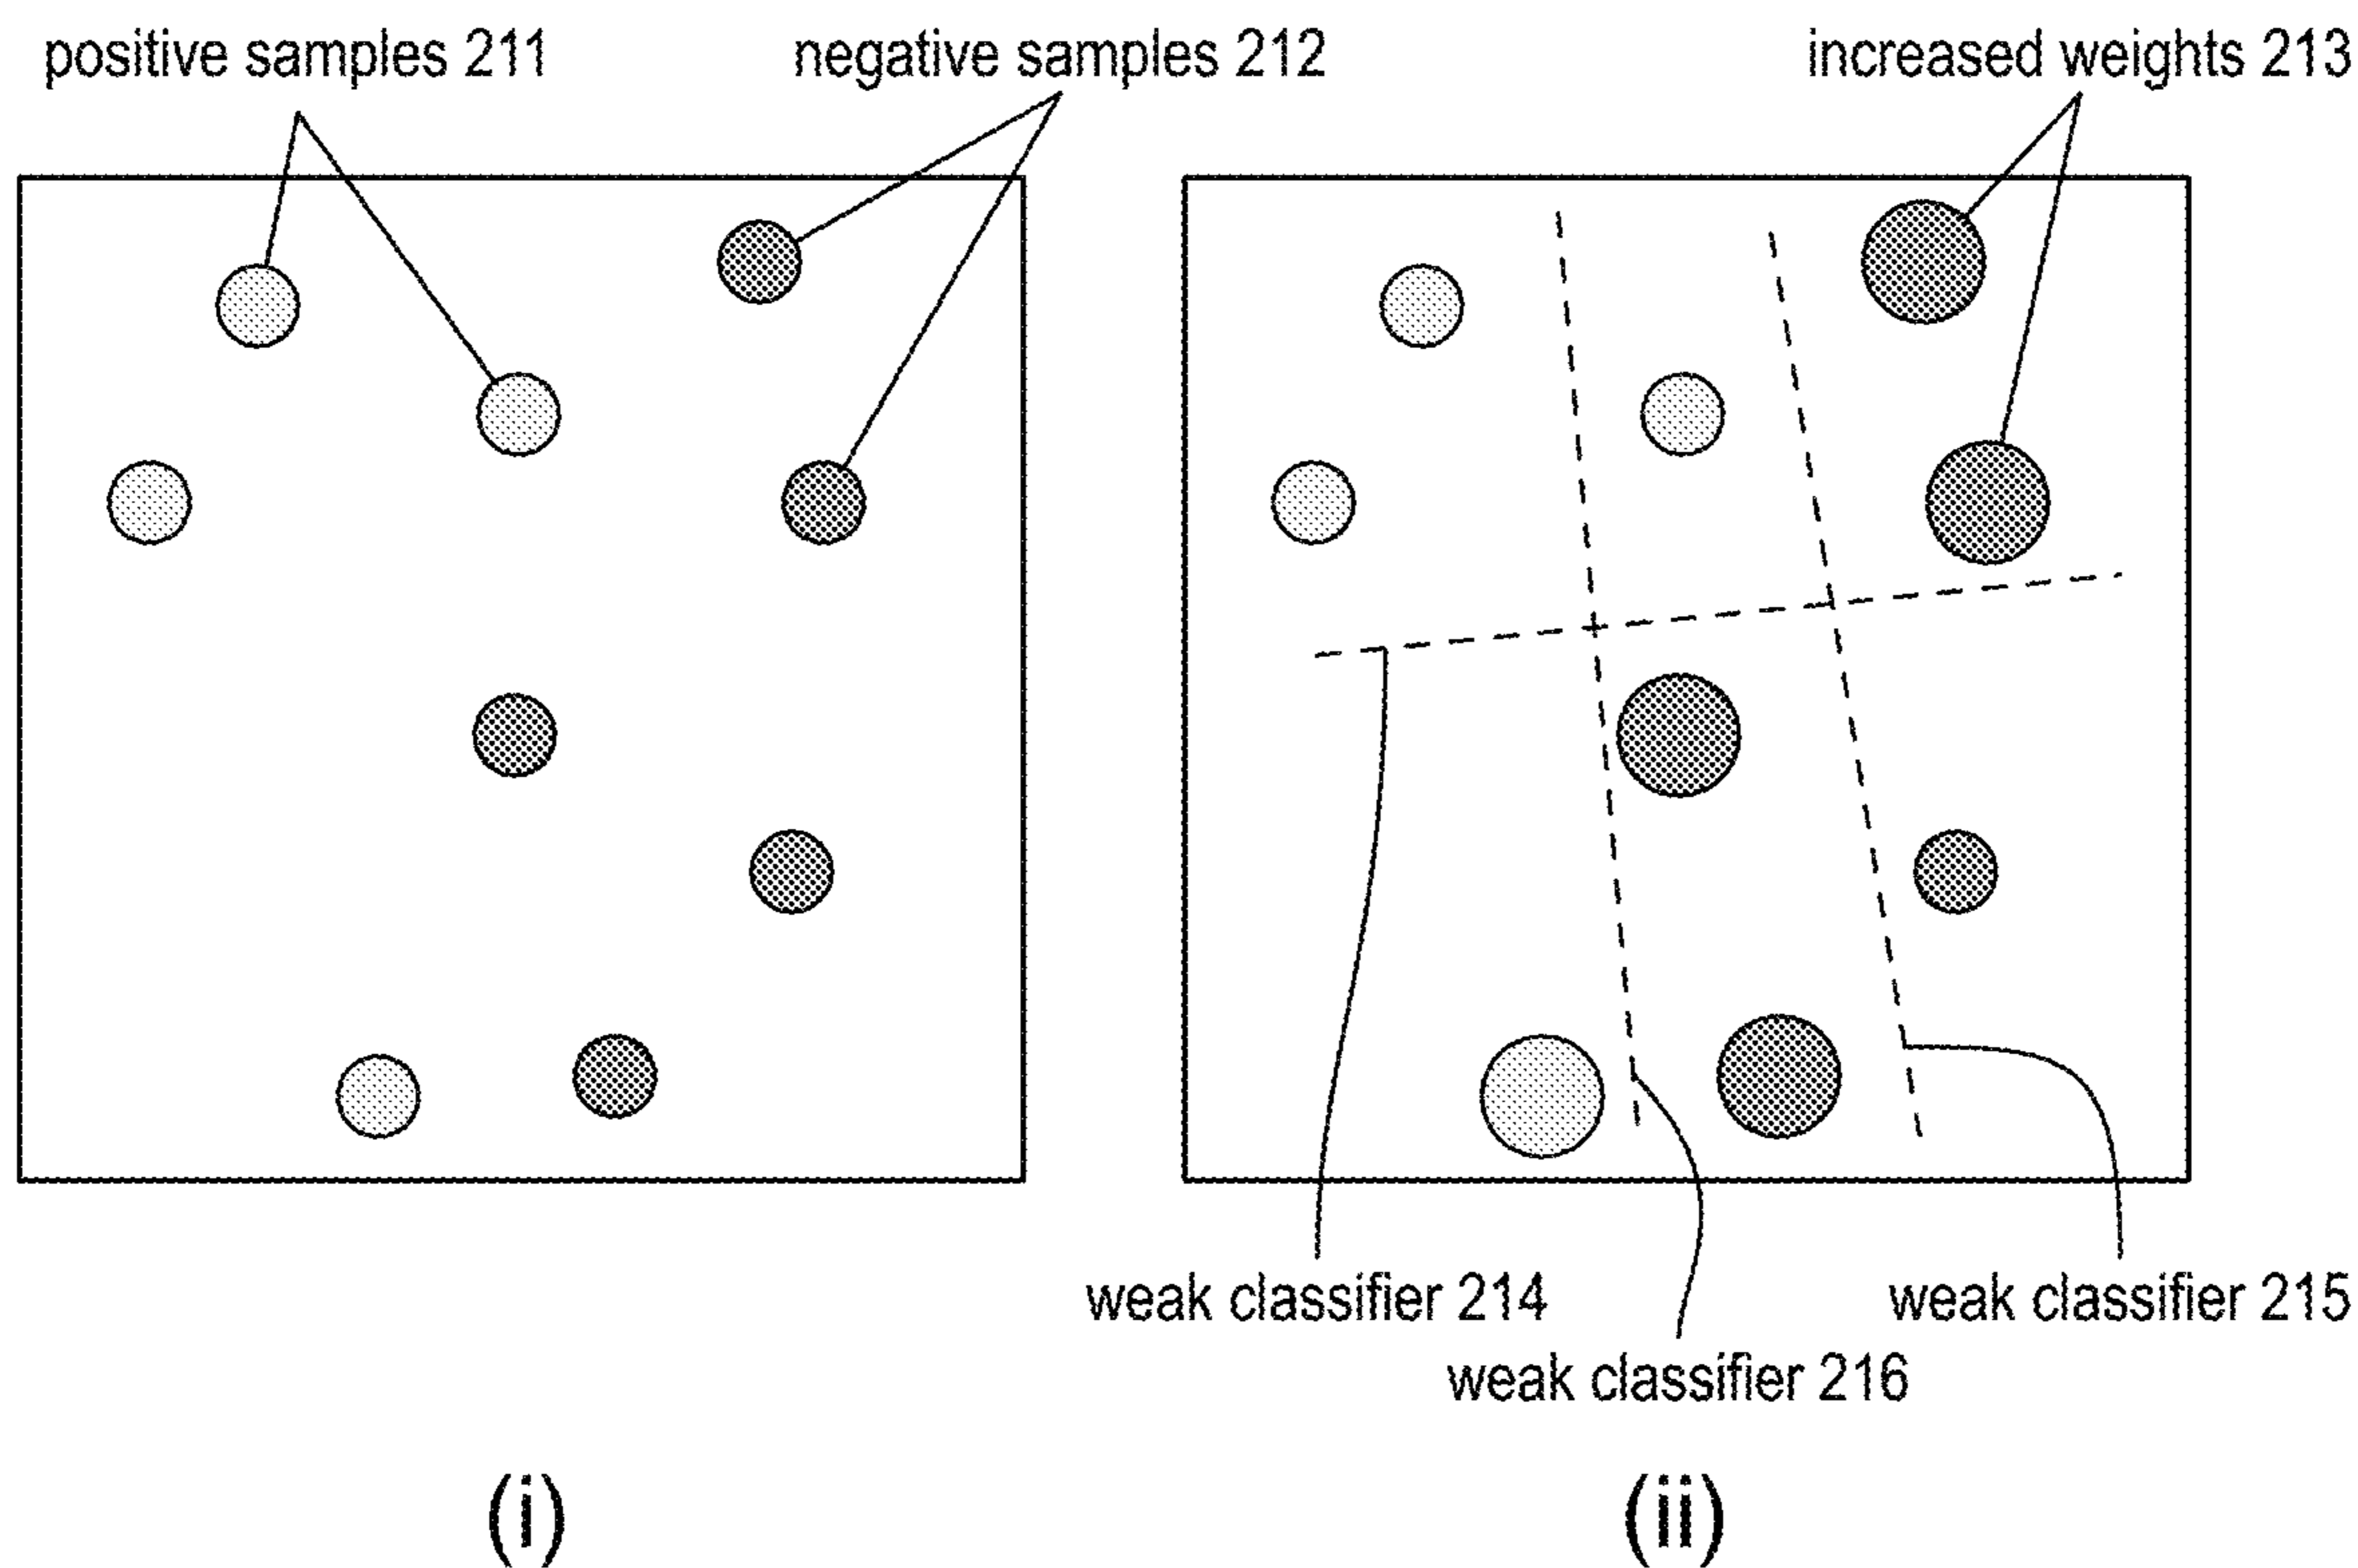 positive samples 211
negative samples 212
increased weights 213
weak classifier 214
weak classifier 215
weak classifier 216
(i)
(ii)